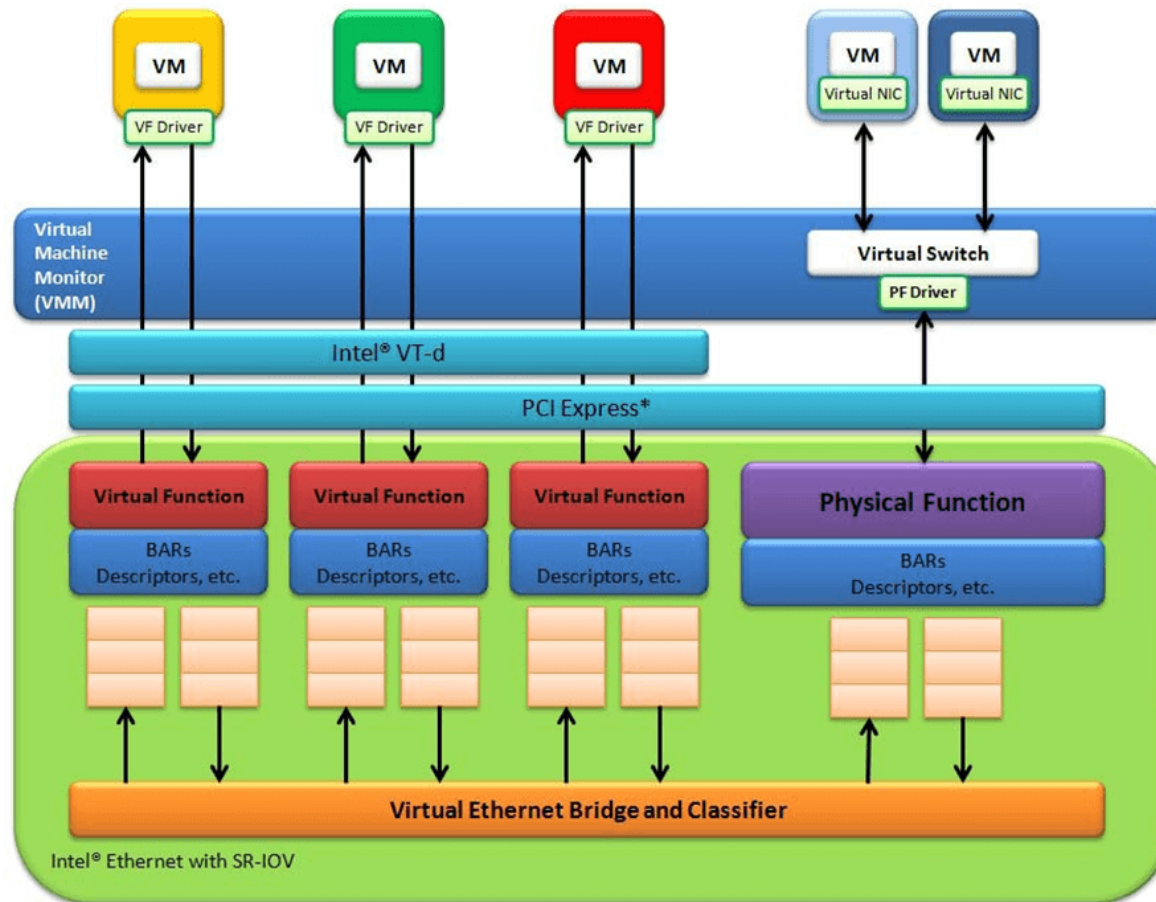 VM
VF Driver
VM
VF Driver
VM
VF Driver
VM
Virtual NIC
VM
Virtual NIC
Virtual
Machine
Monitor
(VMM)
Virtual Switch
PF Driver
Intel® VT-d
PCI Express*
Virtual Function
BARs
Descriptors, etc.
Virtual Function
BARs
Descriptors, etc.
Virtual Function
BARs
Descriptors, etc.
Physical Function
BARs
Descriptors, etc.
Virtual Ethernet Bridge and Classifier
Intel® Ethernet with SR-IOV